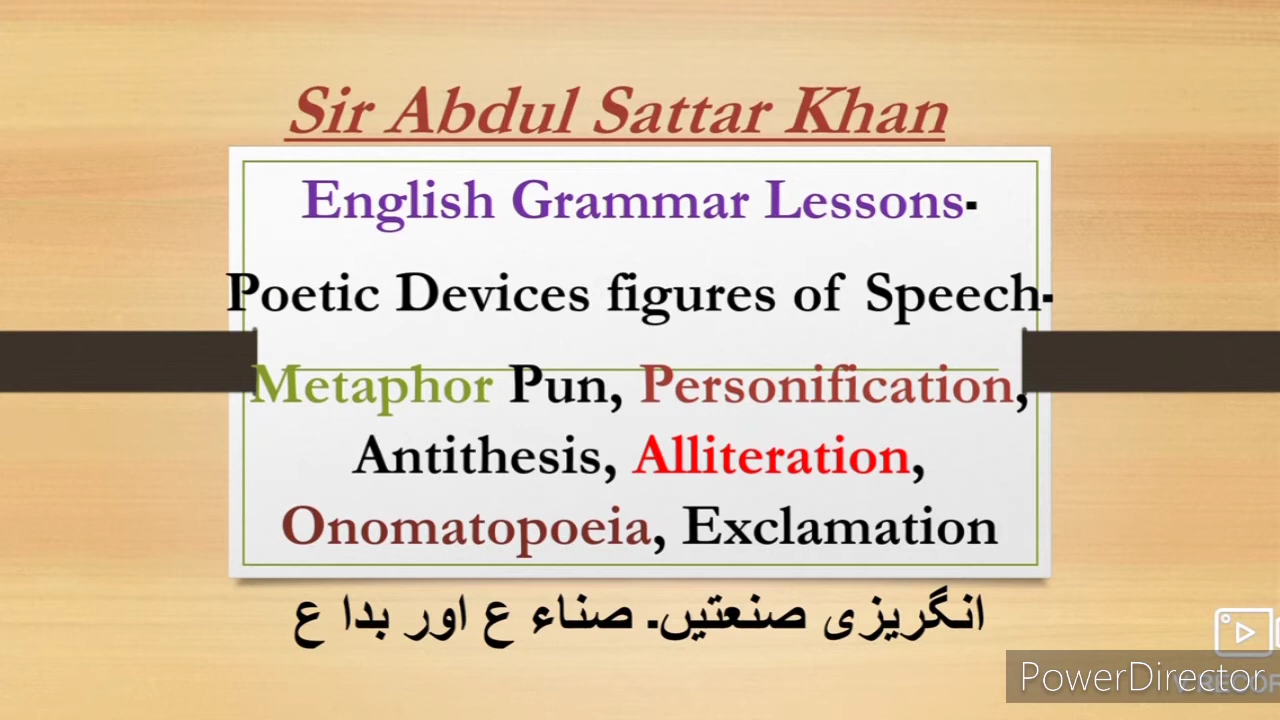 Sir Abdul Sattar Khan
English Grammar Lessons-
Poetic Devices figures of Speech-
Metaphor Pun, Personification,
Antithesis, Alliteration,
Onomatopoeia, Exclamation
انگریزی صنعتیں۔ صناء ع اور بدا ع
PowerDirector